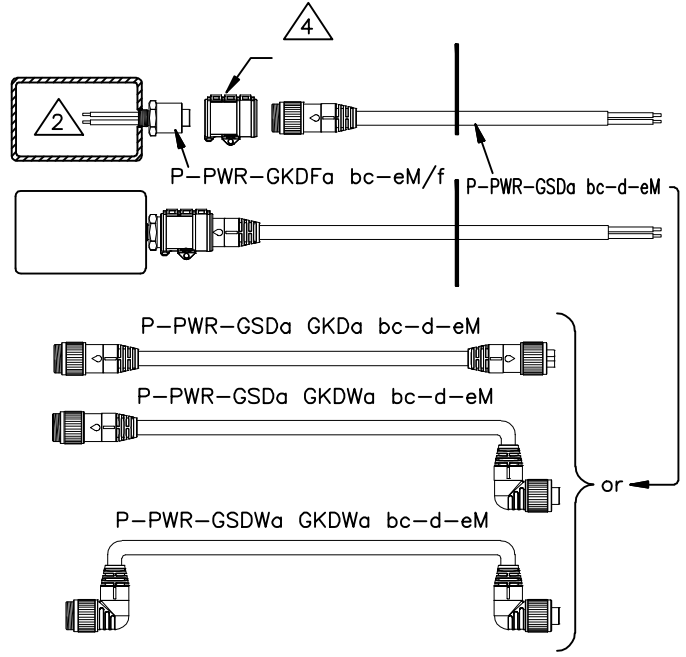 4
2
P-PWR-GKDFa bc-eM/f
P-PWR-GSDa bc-d-eM
P-PWR-GSDa GKDa bc-d-eM
P-PWR-GSDa GKDWa bc-d-eM
or
P-PWR-GSDWa GKDWa bc-d-eM